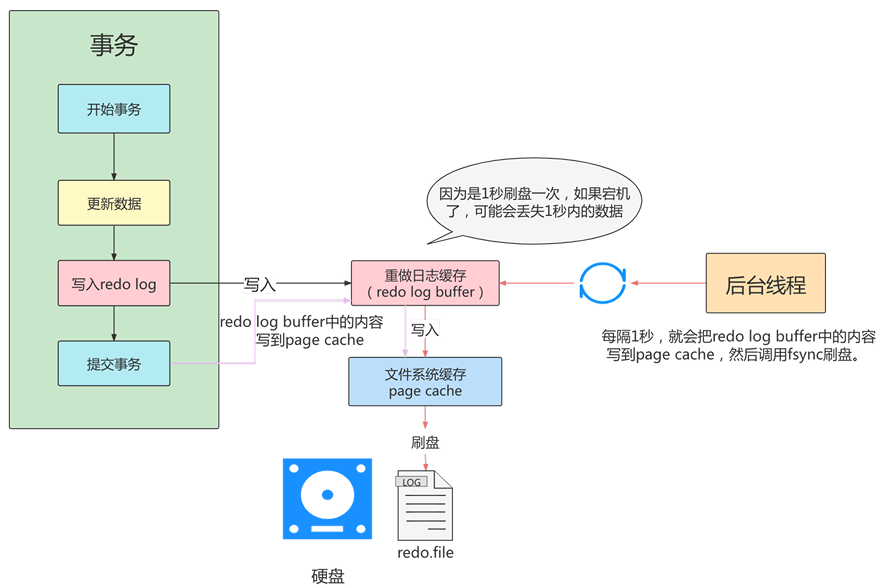 事务
开始事务
更新数据
写入redo log
提交事务
写入
redo log buffer中的内容
写到page cache
因为是1秒刷盘一次，如果宕机
了，可能会丢失1秒内的数据
重做日志缓存
（redo log buffer）
写入
文件系统缓存
page cache
刷盘
LOG
redo.file
硬盘
后台线程
每隔1秒，就会把redo log buffer中的内容
写到page cache，然后调用fsync刷盘。